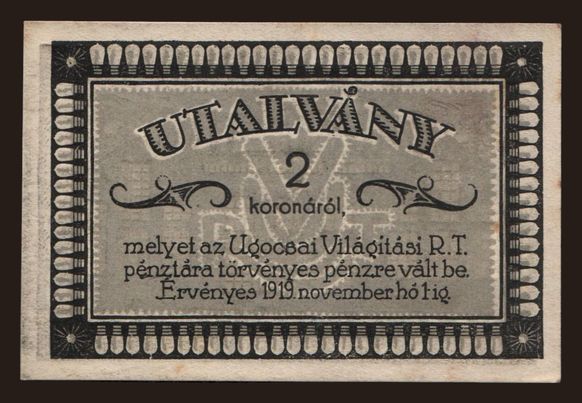 UTALVÁNY
2
koronáról,
melyet az Ugocsai Világitási R.T.
pénztára törvényes pénzre vált be.
Érvényes 1919. november hó 1-ig.